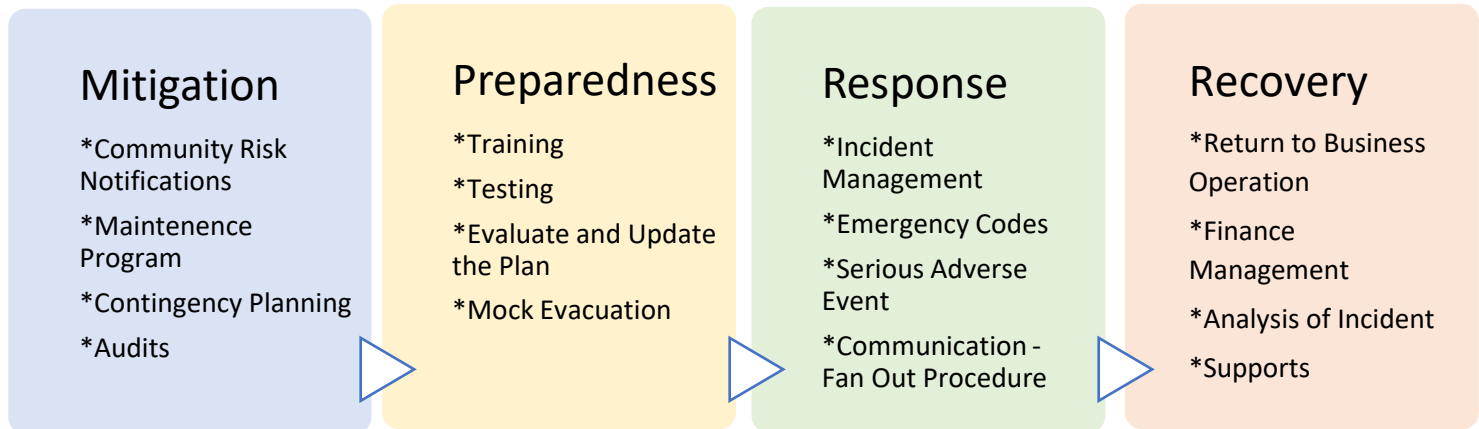 Mitigation
*Community Risk
Notifications
*Maintenence
Program
*Contingency Planning
*Audits
Preparedness
*Training
*Testing
*Evaluate and Update
the Plan
*Mock Evacuation
Response
*Incident
Management
*Emergency Codes
*Serious Adverse
Event
*Communication -
Fan Out Procedure
Recovery
*Return to Business
Operation
*Finance
Management
*Analysis of Incident
*Supports